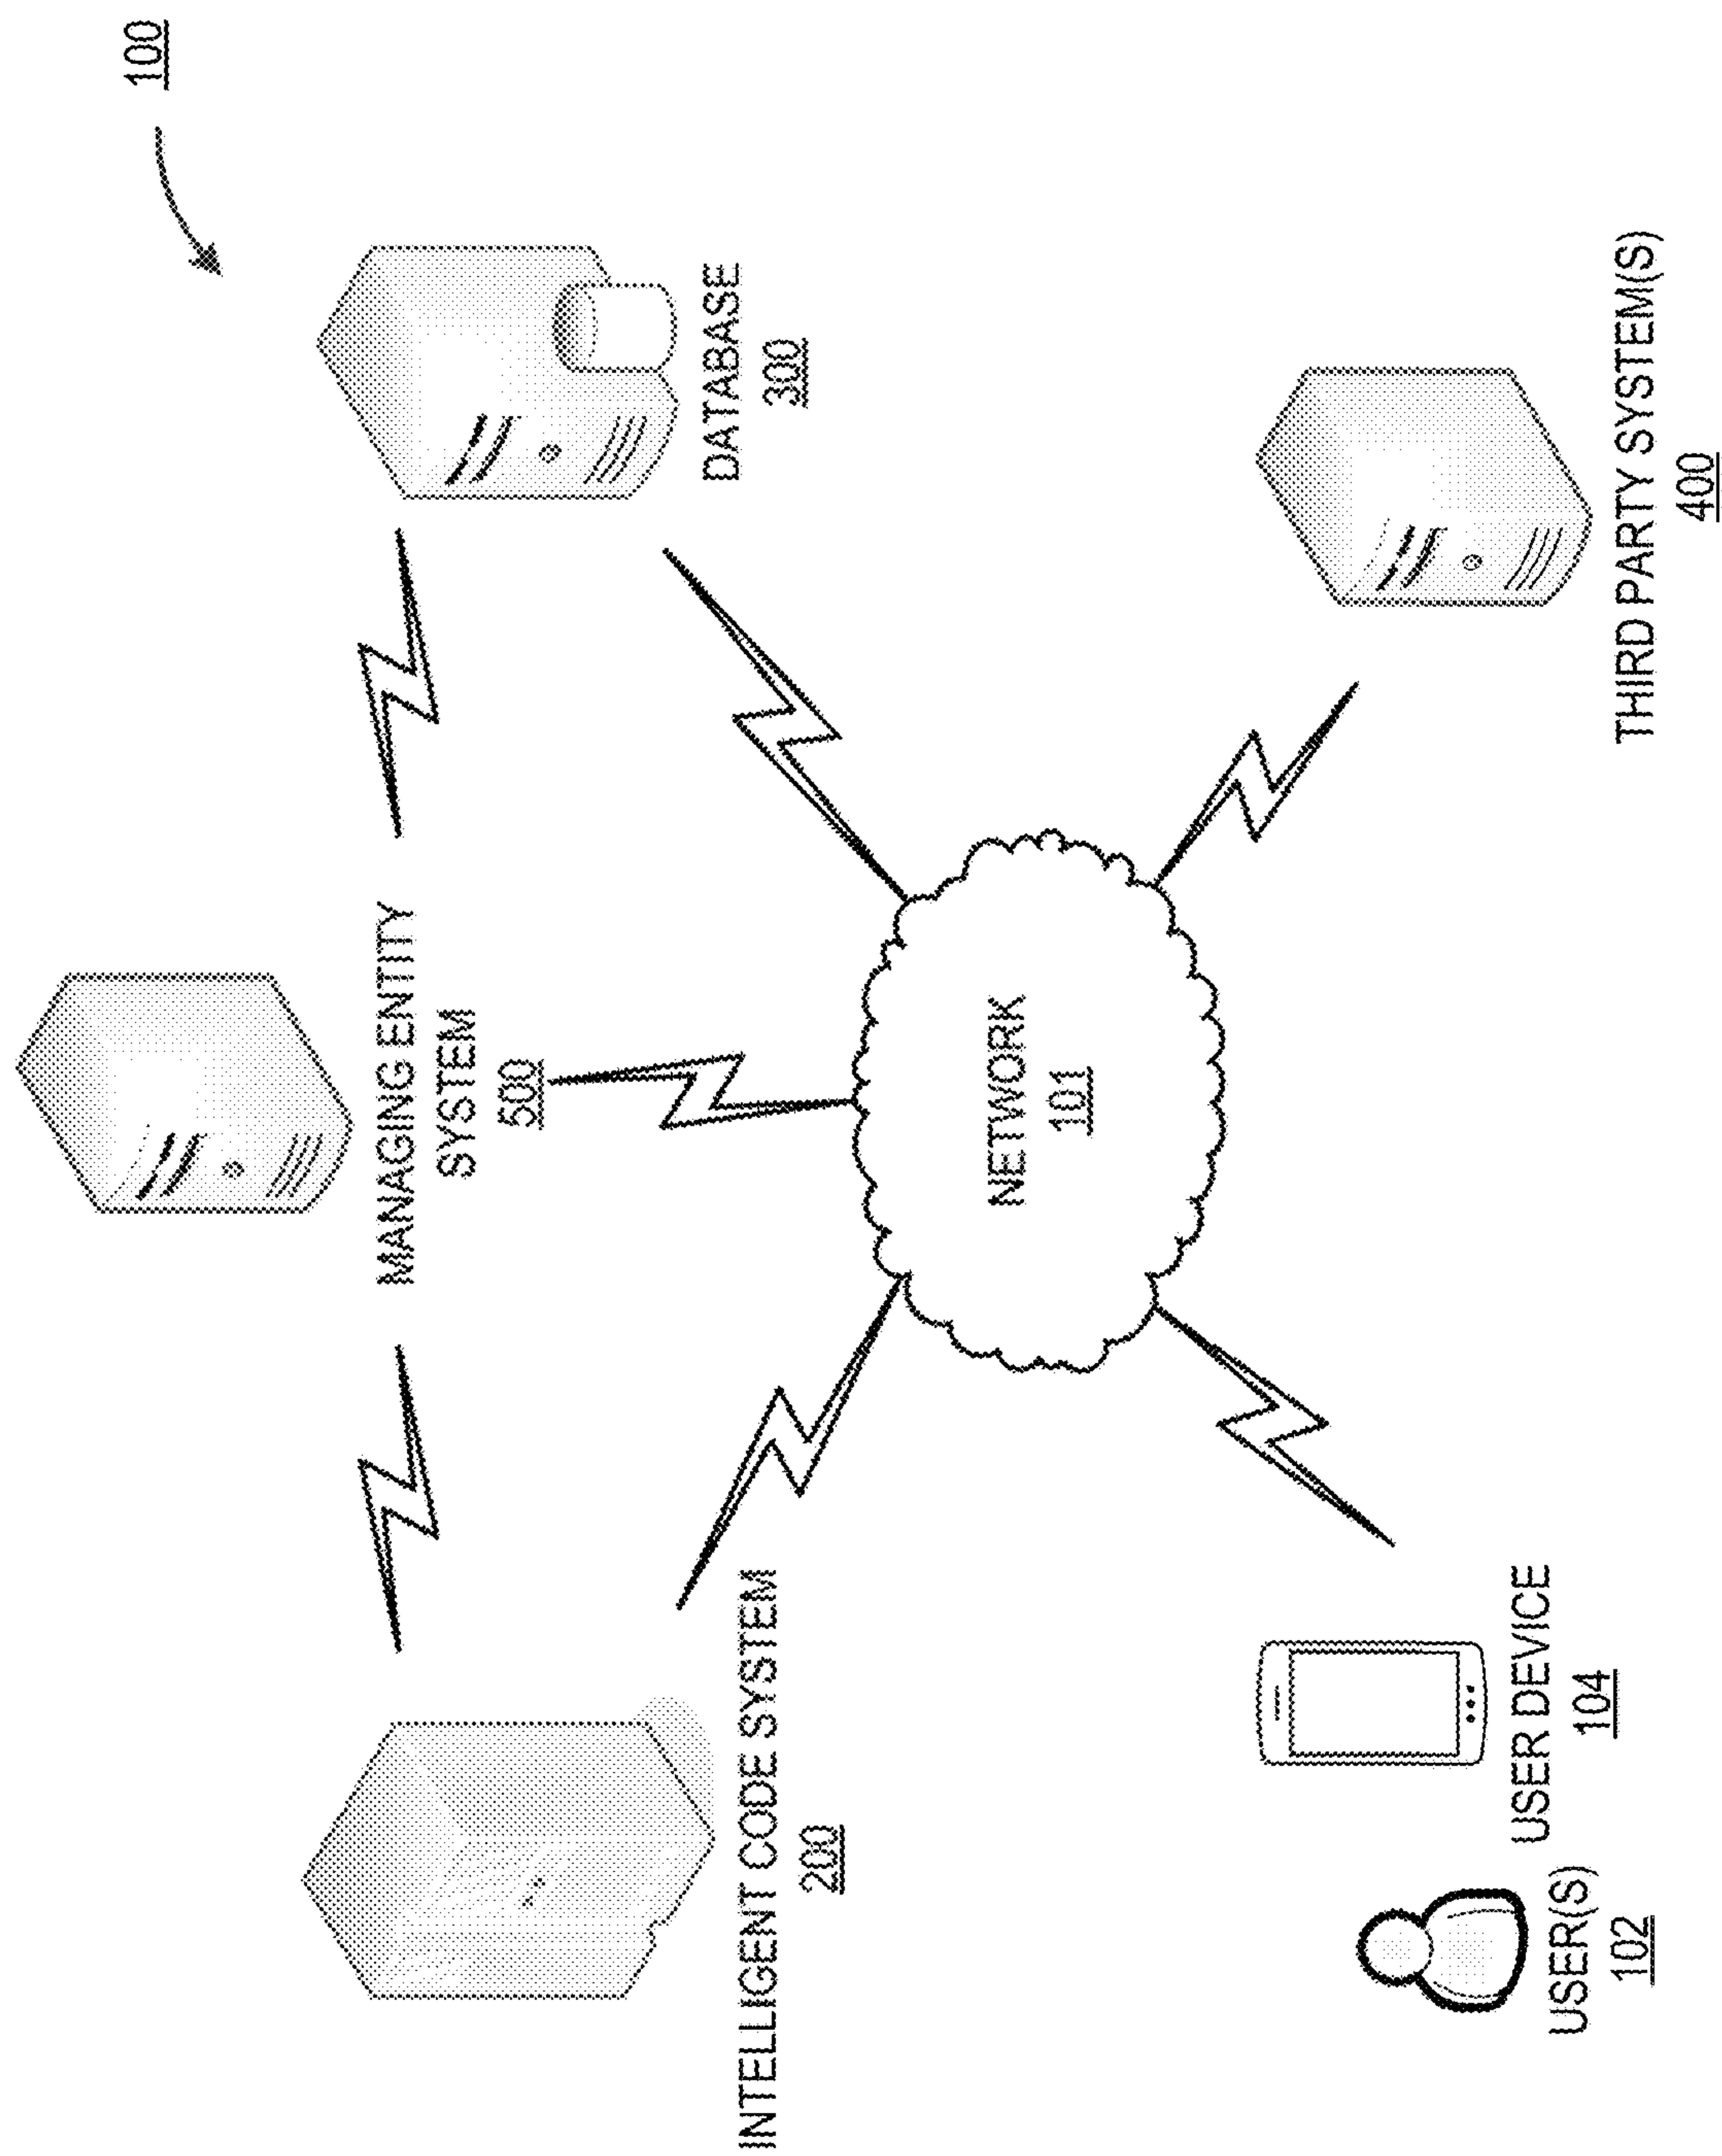 100
MANAGING ENTITY
SYSTEM
500
INTELLIGENT CODE SYSTEM
200
DATABASE
300
NETWORK
101
USER(S)
102
USER DEVICE
104
THIRD PARTY SYSTEM(S)
400